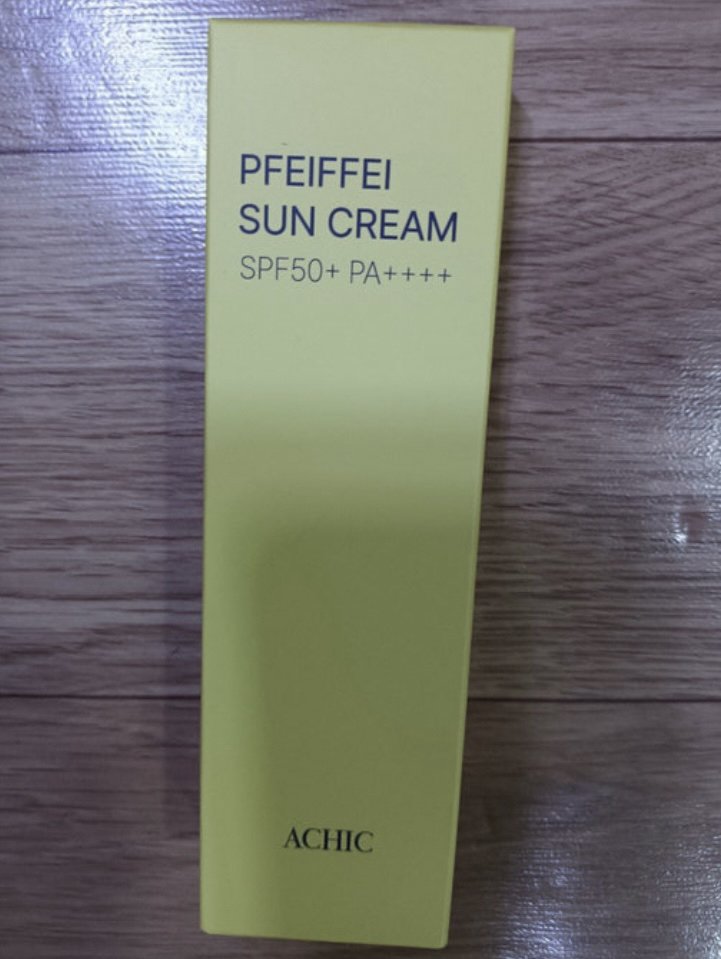 PFEIFFEI
SUN CREAM
SPF50+ PA++++
ACHIC